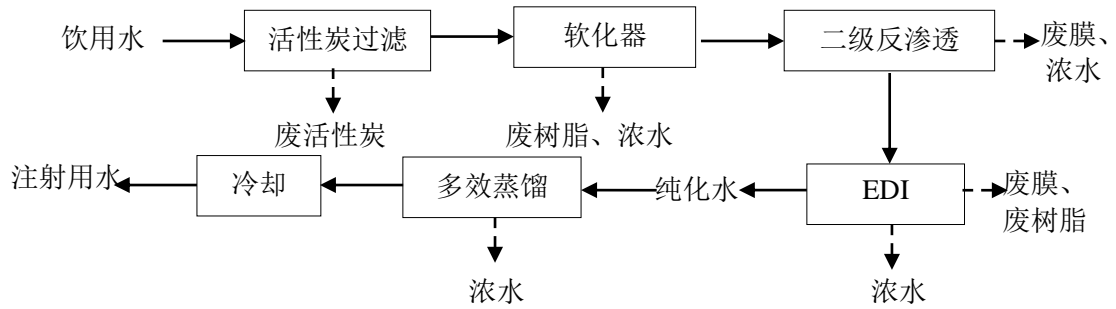 饮用水
活性炭过滤
软化器
二级反渗透
废膜、
浓水
废活性炭
废树脂、浓水
注射用水
冷却
多效蒸馏
纯化水
EDI
废膜、
废树脂
浓水
浓水